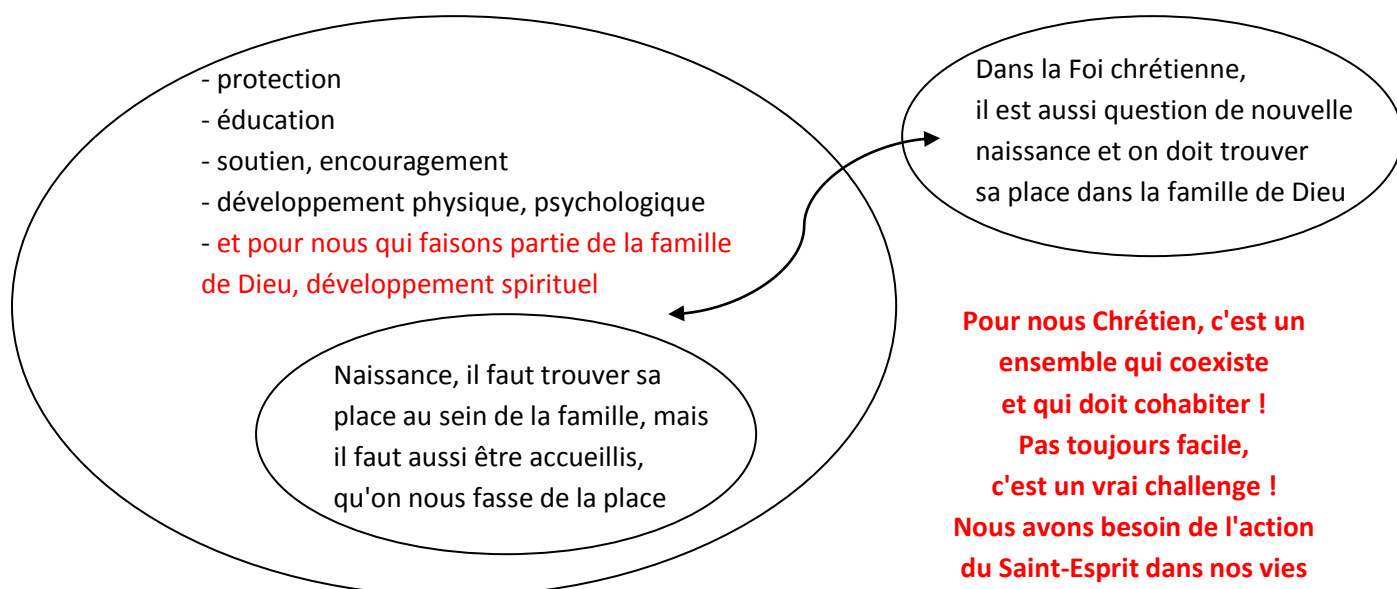 - protection
- éducation
- soutien, encouragement
- développement physique, psychologique
- et pour nous qui faisons partie de la famille
de Dieu, développement spirituel
Naissance, il faut trouver sa
place au sein de la famille, mais
il faut aussi être accueillis,
qu'on nous fasse de la place
Dans la Foi chrétienne,
il est aussi question de nouvelle
naissance et on doit trouver
sa place dans la famille de Dieu
Pour nous Chrétien, c'est un
ensemble qui coexiste
et qui doit cohabiter !
Pas toujours facile,
c'est un vrai challenge !
Nous avons besoin de l'action
du Saint-Esprit dans nos vies